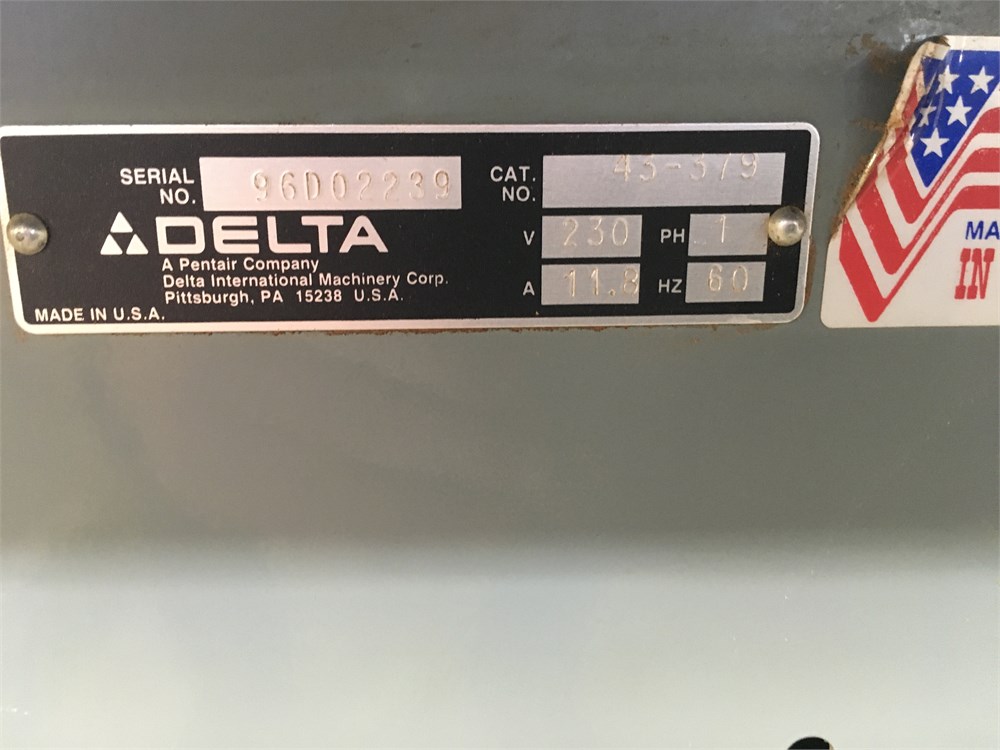 SERIAL NO. 96D02239
CAT. NO. 43-379
DELTA
V 230 PH 1
A Pentair Company
Delta International Machinery Corp.
Pittsburgh, PA 15238 U.S.A.
A 11.8 HZ 60
MADE IN U.S.A.
MA
IN